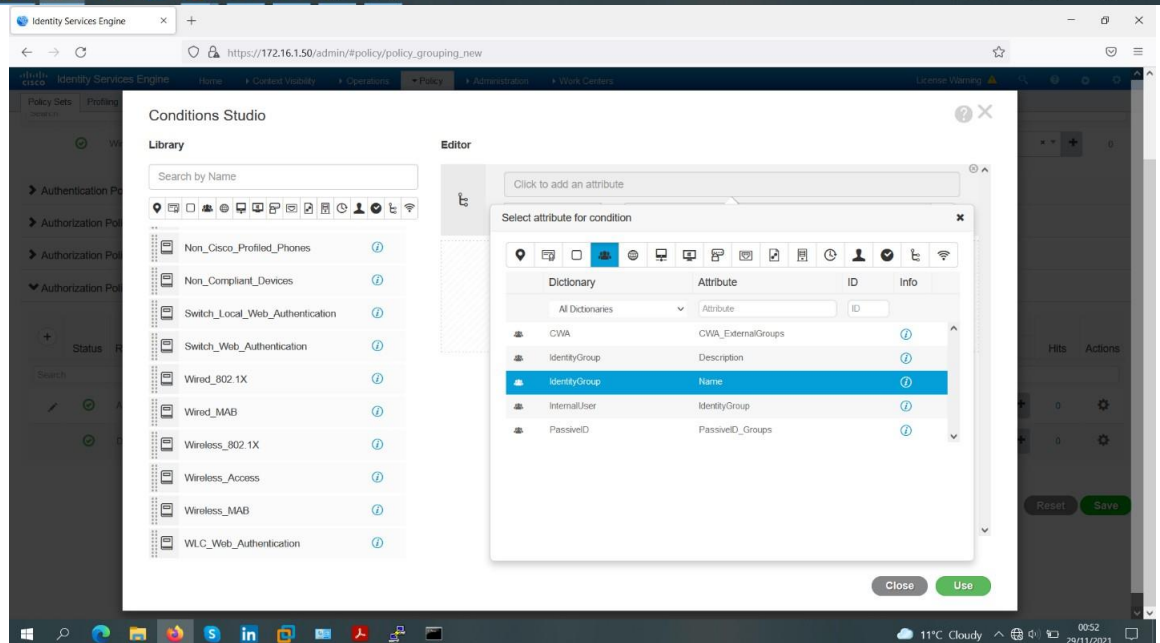 Identity Services Engine
https://172.16.1.50/admin/#policy/policy_grouping_new
cisco Identity Services Engine Home Context Visibility Operations Policy Administration Work Centers License Warning
Policy Sets Profiling
Conditions Studio
Library
Editor
Search by Name
Click to add an attribute
Select attribute for condition
Dictionary Attribute ID Info
All Dictionaries Attribute ID
CWA CWA_ExternalGroups
IdentityGroup Description
IdentityGroup Name
InternalUser IdentityGroup
PassiveID PassiveID_Groups
Non_Cisco_Profiled_Phones
Non_Compliant_Devices
Switch_Local_Web_Authentication
Switch_Web_Authentication
Wired_802.1X
Wired_MAB
Wireless_802.1X
Wireless_Access
Wireless_MAB
WLC_Web_Authentication
Authentication Po
Authorization Poli
Authorization Poli
Authorization Poli
Status R
Search
Hits Actions
0
0
0
Reset Save
Close Use
11°C Cloudy
00:52
29/11/2021